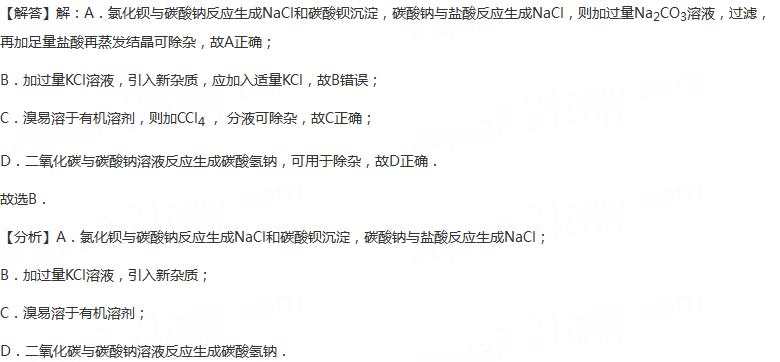 【解答】解：A．氯化钡与碳酸钠反应生成NaCl和碳酸钡沉淀，碳酸钠与盐酸反应生成NaCl，则加过量Na2CO3溶液，过滤，
再加足量盐酸再蒸发结晶可除杂，故A正确；
B．加过量KCl溶液，引入新杂质，应加入适量KCl，故B错误；
C．溴易溶于有机溶剂，则加CCl4 ， 分液可除杂，故C正确；
D．二氧化碳与碳酸钠溶液反应生成碳酸氢钠，可用于除杂，故D正确．
故选B．
【分析】A．氯化钡与碳酸钠反应生成NaCl和碳酸钡沉淀，碳酸钠与盐酸反应生成NaCl；
B．加过量KCl溶液，引入新杂质；
C．溴易溶于有机溶剂；
D．二氧化碳与碳酸钠溶液反应生成碳酸氢钠．